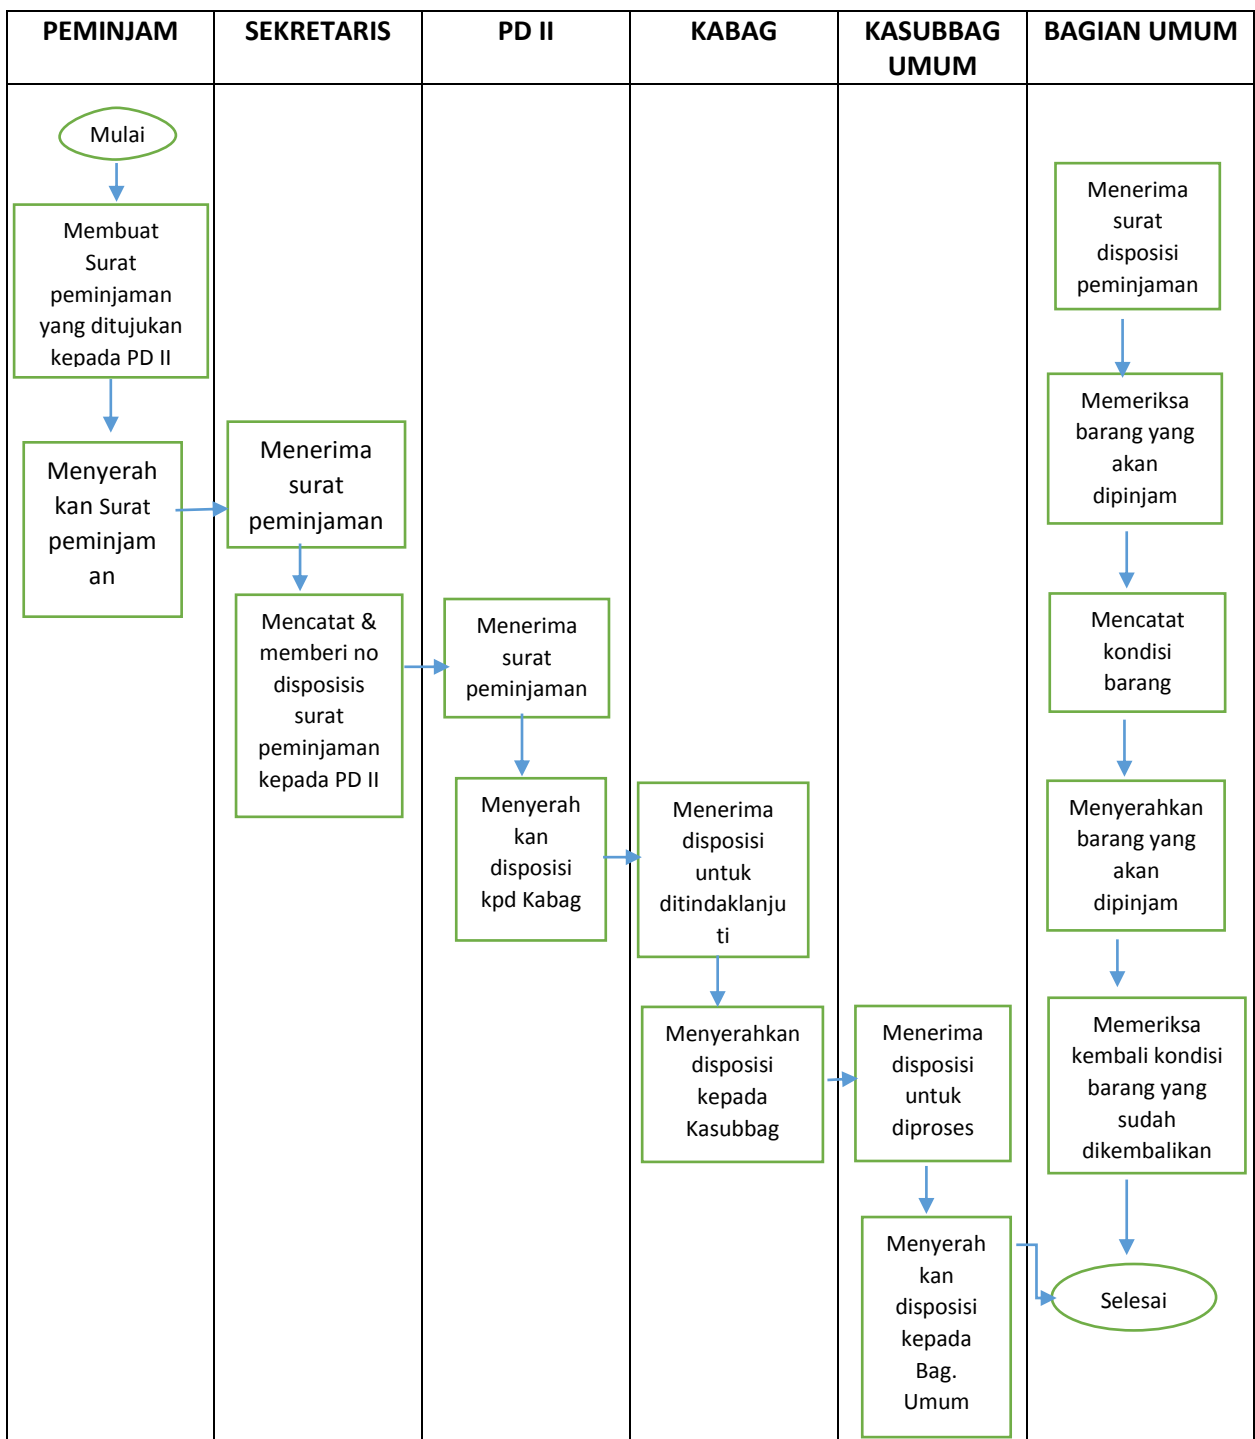 PEMINJAM
SEKRETARIS
PD II
KABAG
KASUBBAG
UMUM
BAGIAN UMUM
Mulai
Membuat
Surat
peminjaman
yang ditujukan
kepada PD II
Menyerah
kan Surat
peminjam
an
Menerima
surat
peminjaman
Mencatat &
memberi no
disposisis
surat
peminjaman
kepada PD II
Menerima
surat
peminjaman
Menyerah
kan
disposisi
kpd Kabag
Menerima
disposisi
untuk
ditindaklanju
ti
Menyerahkan
disposisi
kepada
Kasubbag
Menerima
disposisi
untuk
diproses
Menyerah
kan
disposisi
kepada
Bag.
Umum
Menerima
surat
disposisi
peminjaman
Memeriksa
barang yang
akan
dipinjam
Mencatat
kondisi
barang
Menyerahkan
barang yang
akan
dipinjam
Memeriksa
kembali kondisi
barang yang
sudah
dikembalikan
Selesai